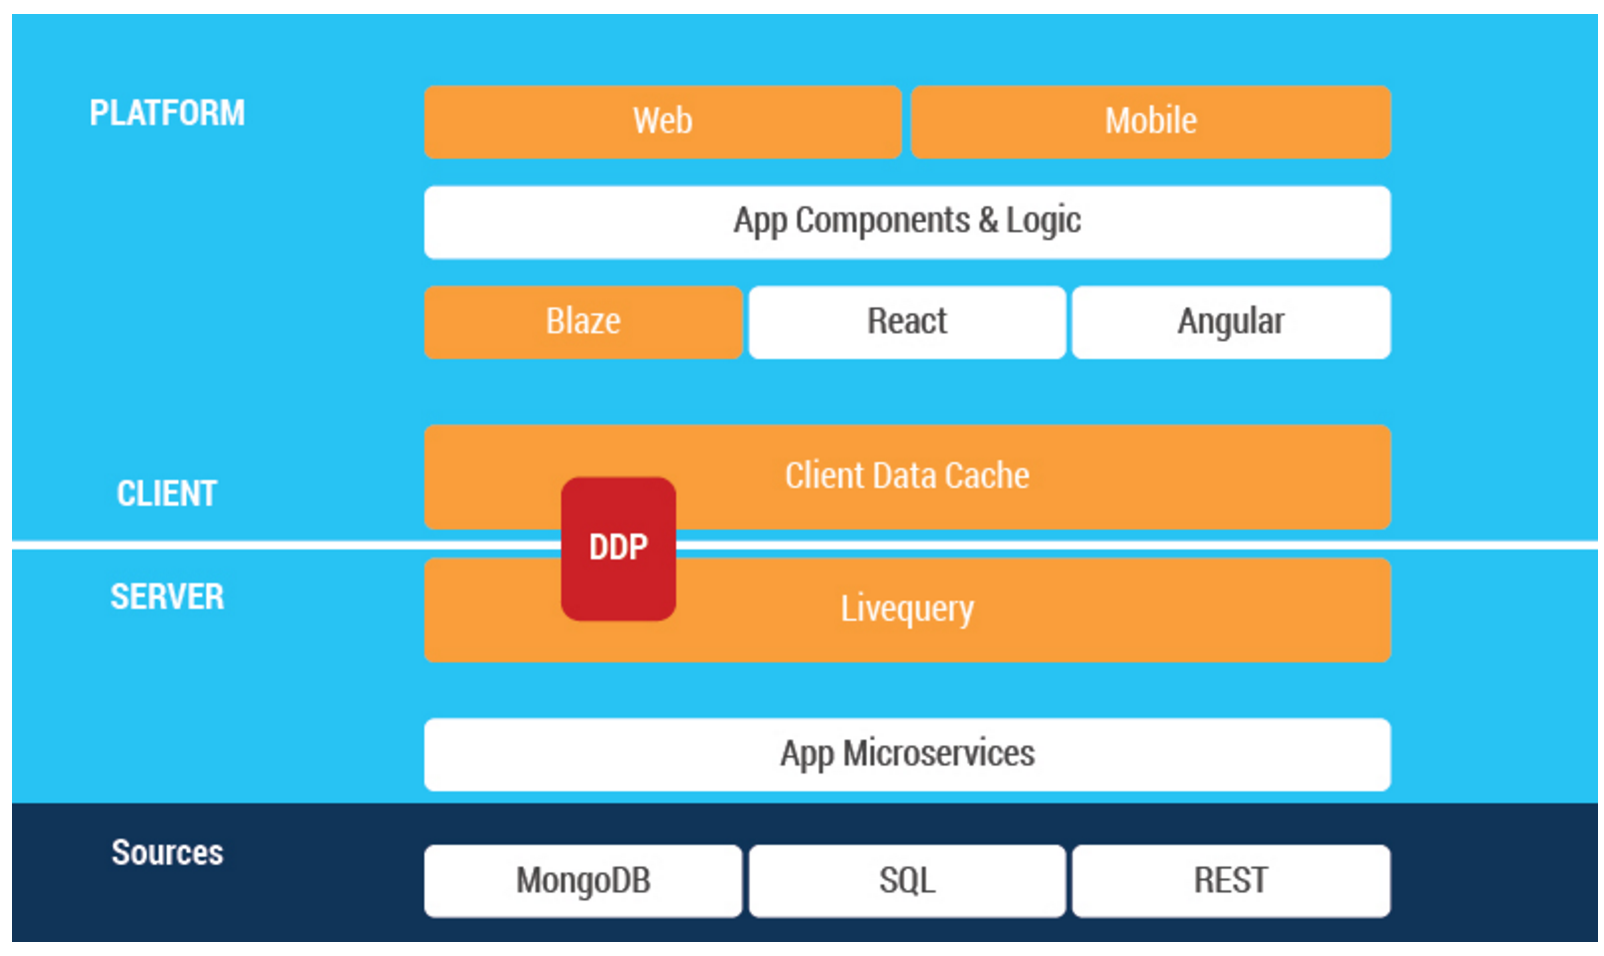 PLATFORM
Web
Mobile
App Components & Logic
Blaze
React
Angular
CLIENT
Client Data Cache
DDP
SERVER
Livequery
App Microservices
Sources
MongoDB
SQL
REST